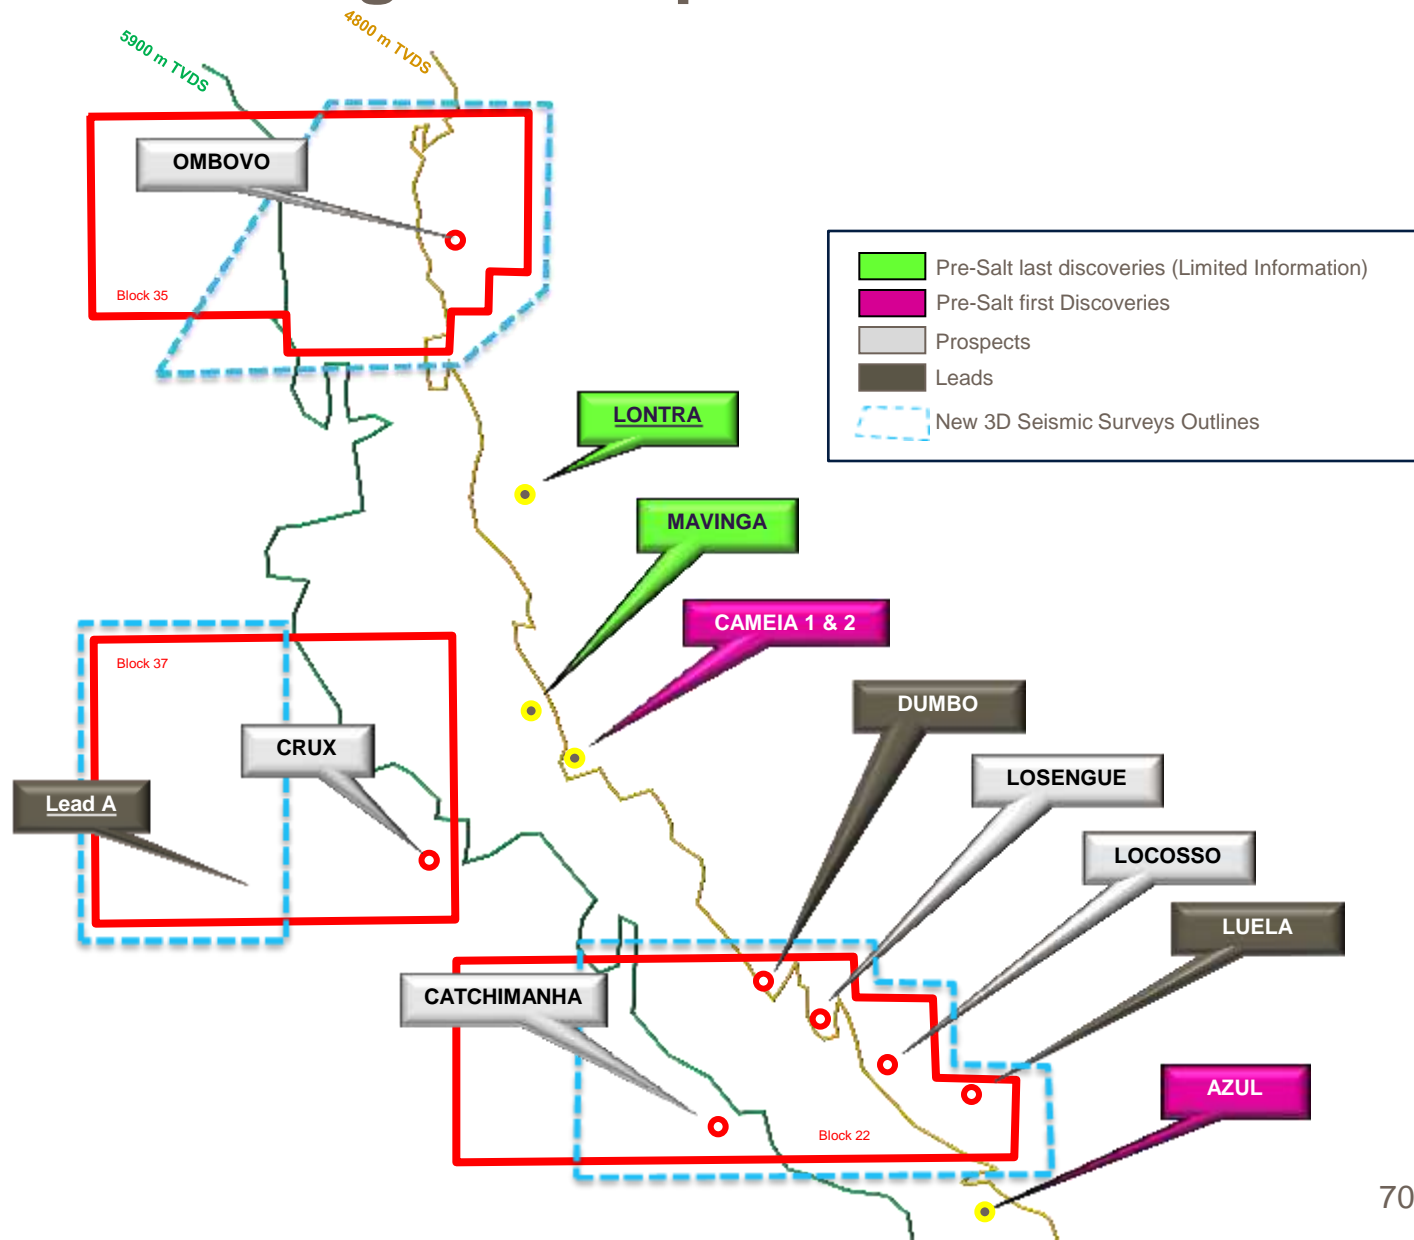 5900 m TVDS
4800 m TVDS
OMBOVO
Block 35
Pre-Salt last discoveries (Limited Information)
Pre-Salt first Discoveries
Prospects
Leads
New 3D Seismic Surveys Outlines
LONTRA
MAVINGA
CAMEIA 1 & 2
Block 37
DUMBO
CRUX
LOSENGUE
Lead A
LOCOSSO
LUELA
CATCHIMANHA
AZUL
Block 22
70